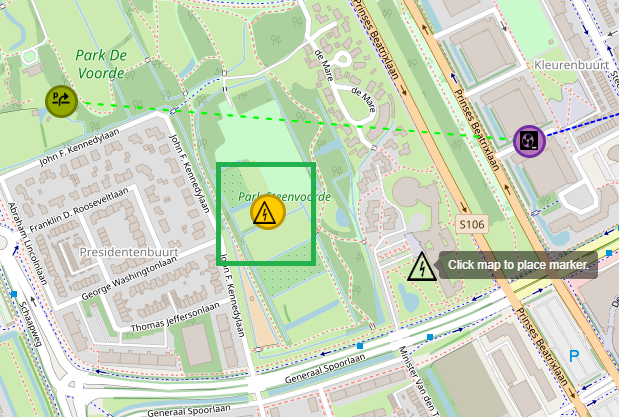 Park De
Voorde
de Mare
de Mare
Prinses Beatrixlaan
Prinses Beatrixlaan
Kleurenbuurt
John F. Kennedylaan
John F. Kennedylaan
Franklin D. Rooseveltlaan
Abraham Lincolnlaan
Park Steenvoorde
S106
Presidentenbuurt
Click map to place marker.
George Washingtonlaan
John F. Kennedylaan
Thomas Jeffersonlaan
Schaapweg
Generaal Spoorlaan
Generaal Spoorlaan
Prinses Beatrixlaan
Minister Van den T
P